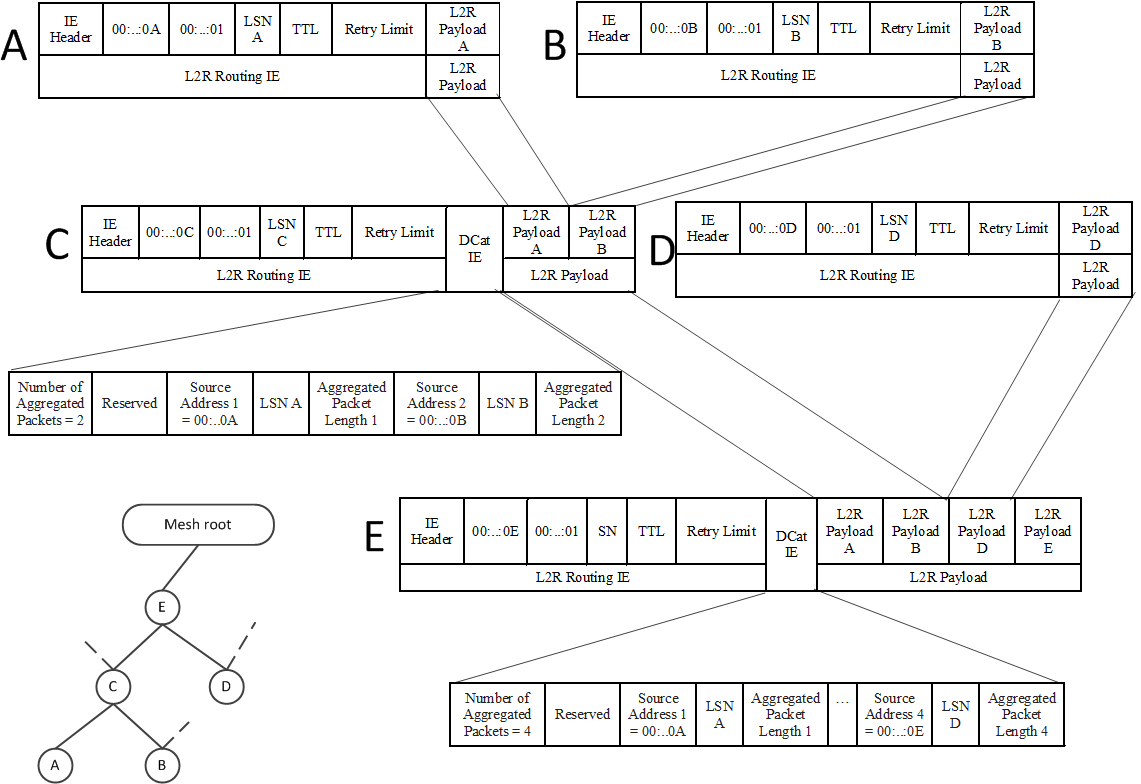 A
IE
Header
00:..:0A
00:..:01
LSN
A
TTL
Retry Limit
L2R
Payload
A
L2R Routing IE
L2R
Payload
B
IE
Header
00:..:0B
00:..:01
LSN
B
TTL
Retry Limit
L2R
Payload
B
L2R Routing IE
L2R
Payload
C
IE
Header
00:..:0C
00:..:01
LSN
C
TTL
Retry Limit
DCat
IE
L2R
Payload
A
L2R
Payload
B
L2R Routing IE
L2R Payload
D
IE
Header
00:..:0D
00:..:01
LSN
D
TTL
Retry Limit
L2R
Payload
D
L2R Routing IE
L2R
Payload
Number of
Aggregated
Packets = 2
Reserved
Source
Address 1
= 00:..0A
LSN A
Aggregated
Packet
Length 1
Source
Address 2
= 00:..:0B
LSN B
Aggregated
Packet
Length 2
E
IE
Header
00:..:0E
00:..:01
SN
TTL
Retry Limit
DCat
IE
L2R
Payload
A
L2R
Payload
B
L2R
Payload
D
L2R
Payload
E
L2R Routing IE
L2R Payload
Number of
Aggregated
Packets = 4
Reserved
Source
Address 1
= 00:..0A
LSN
A
Aggregated
Packet
Length 1
...
Source
Address 4
= 00:..:0E
LSN
D
Aggregated
Packet
Length 4
Mesh root
E
C
D
A
B